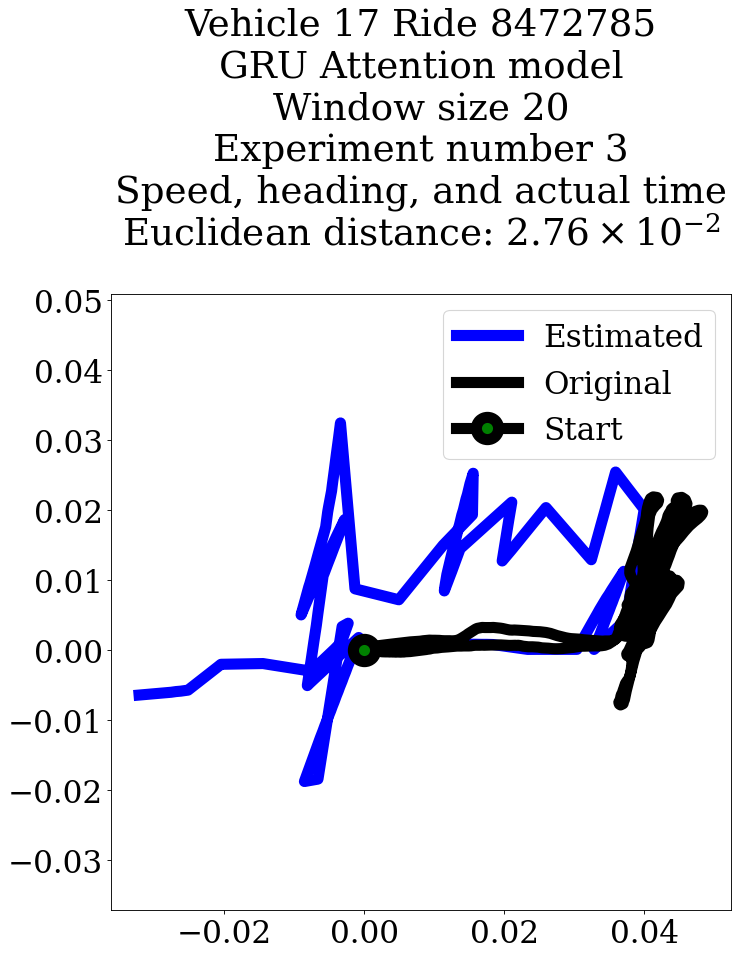 Vehicle 17 Ride 8472785
GRU Attention model
Window size 20
Experiment number 3
Speed, heading, and actual time
Euclidean distance: 2.76 × 10⁻²
0.05
0.04
0.03
0.02
0.01
0.00
−0.01
−0.02
−0.03
Estimated
Original
Start
−0.02
0.00
0.02
0.04